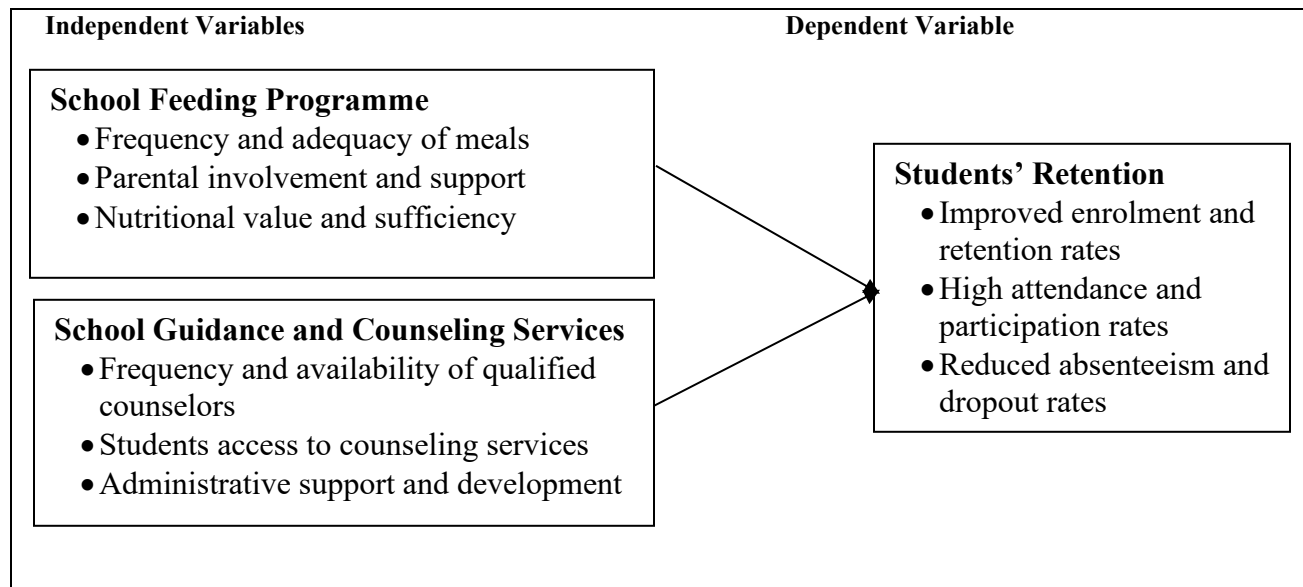 Independent Variables
Dependent Variable
School Feeding Programme
• Frequency and adequacy of meals
• Parental involvement and support
• Nutritional value and sufficiency
School Guidance and Counseling Services
• Frequency and availability of qualified
counselors
• Students access to counseling services
• Administrative support and development
Students’ Retention
• Improved enrolment and
retention rates
• High attendance and
participation rates
• Reduced absenteeism and
dropout rates